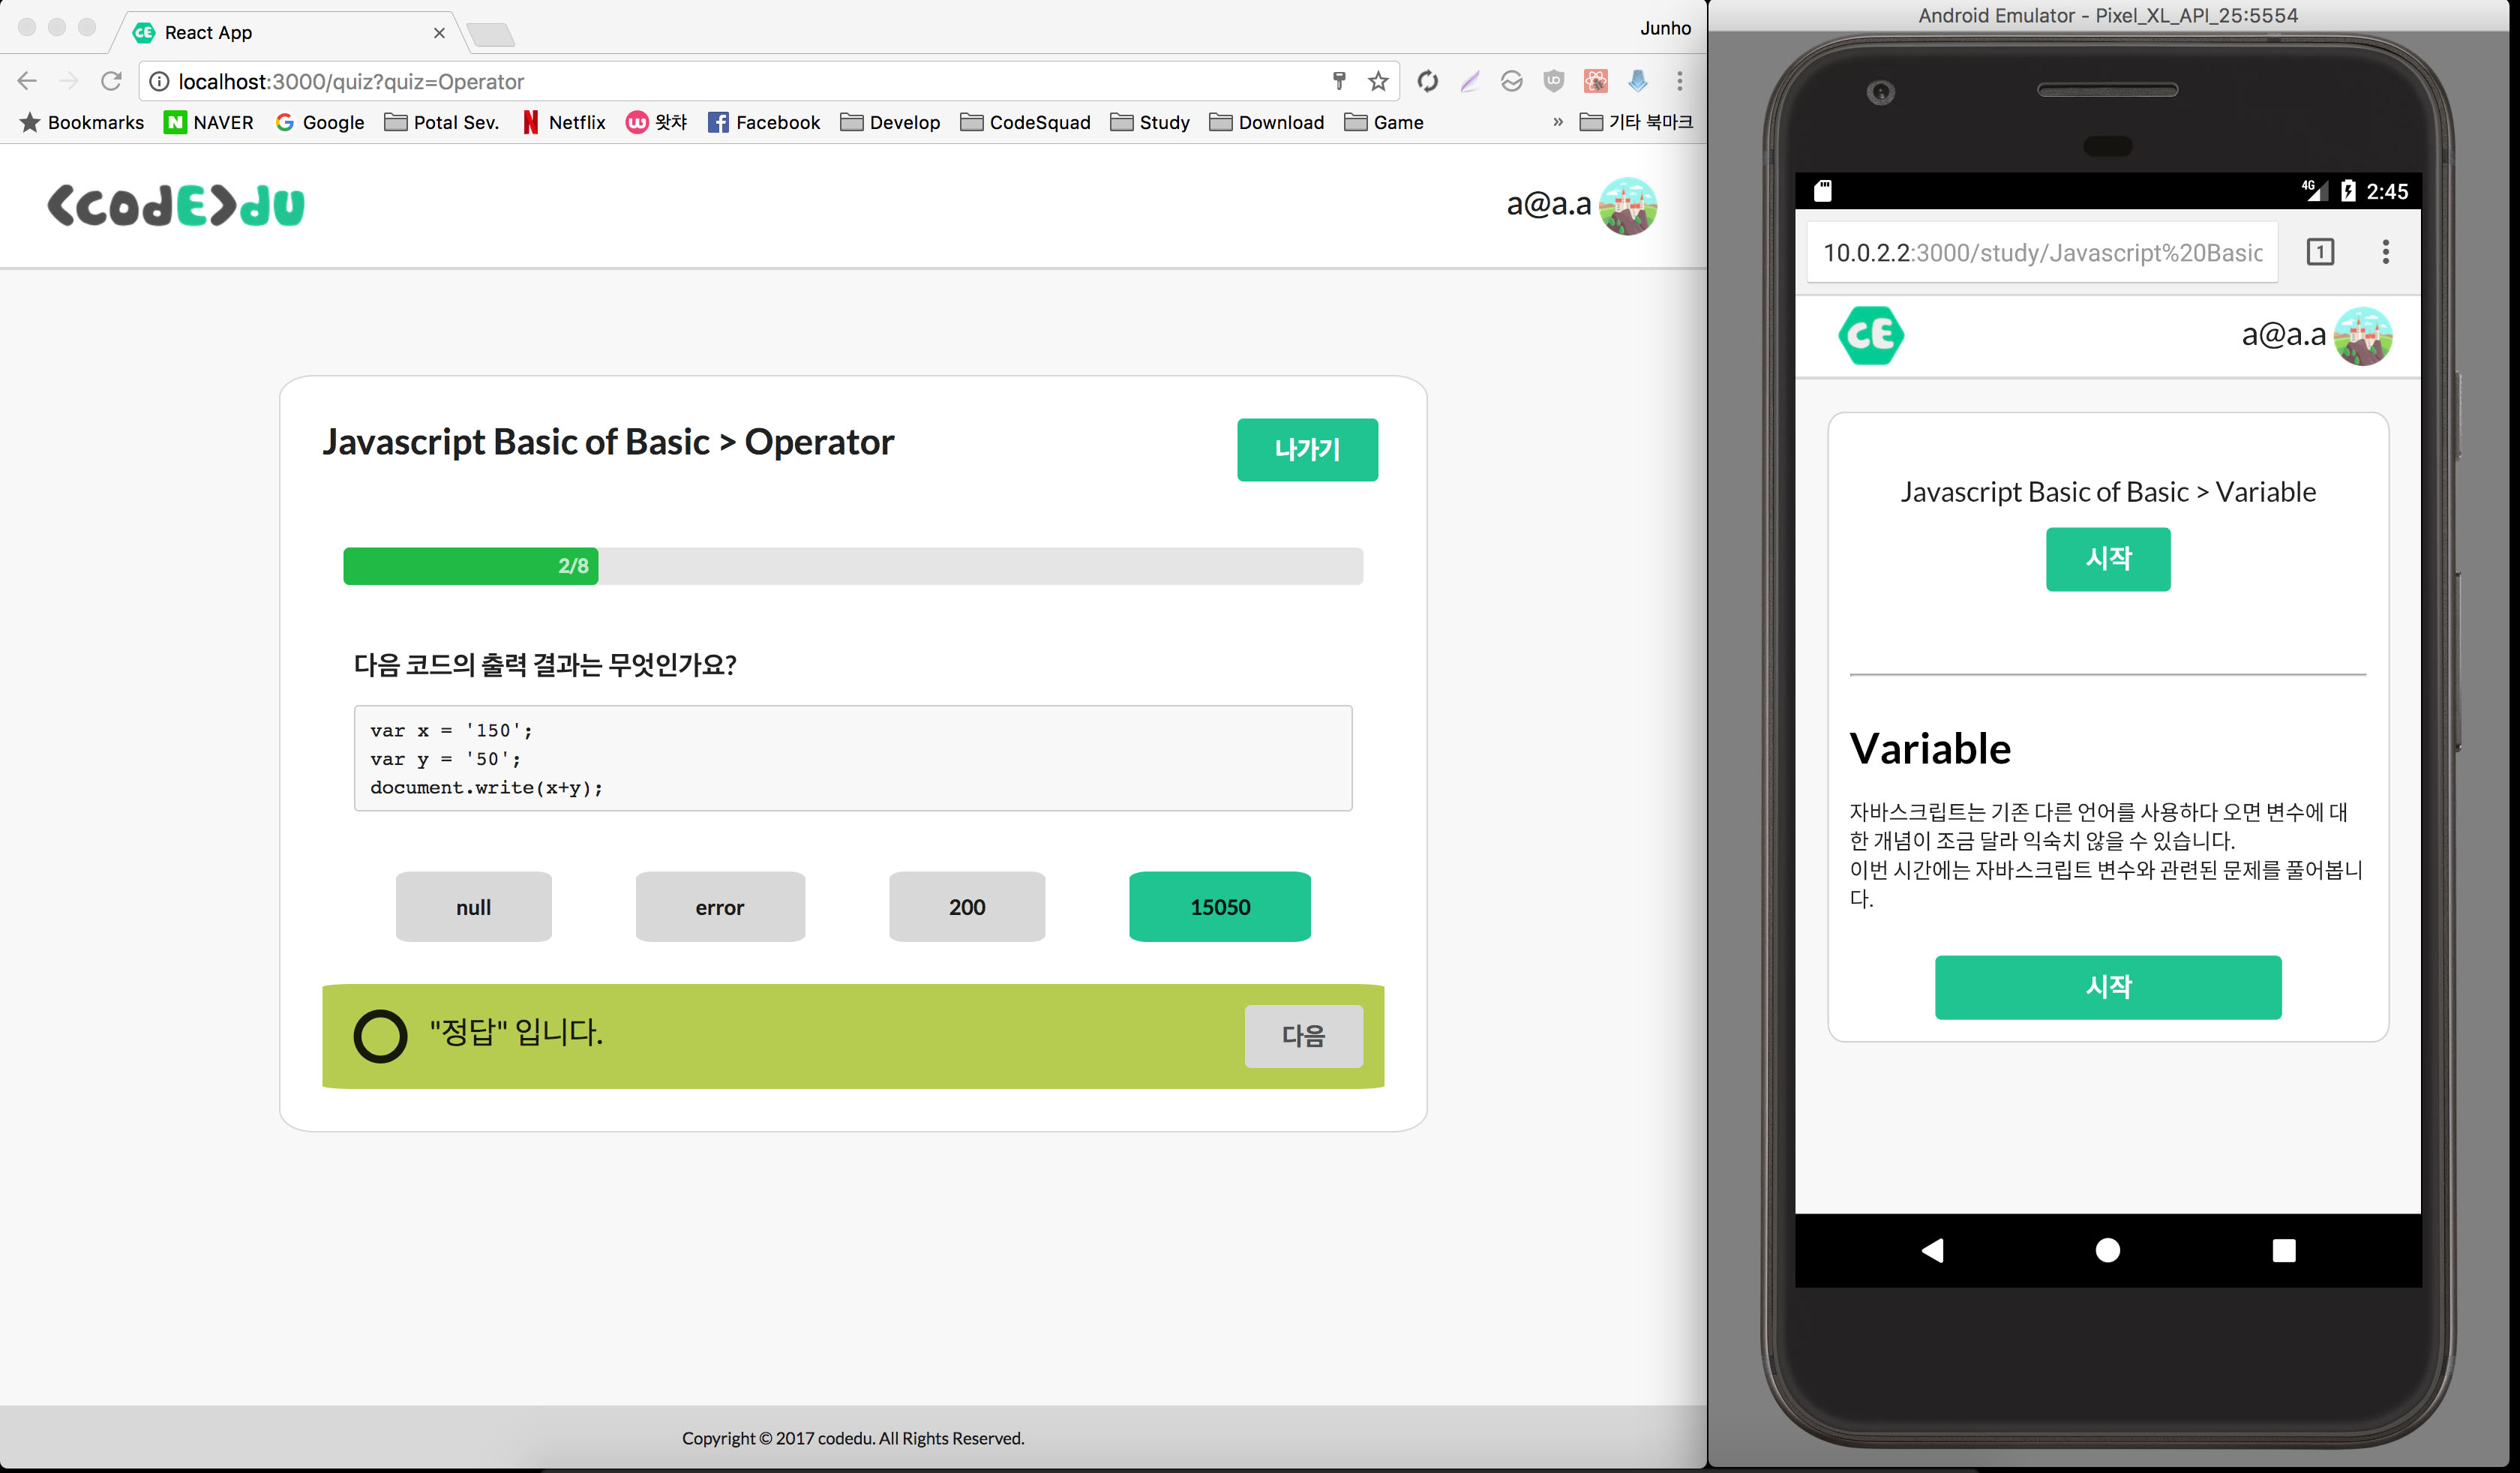 React App
Junho
localhost:3000/quiz?quiz=Operator
Bookmarks NAVER Google Potal Sev. Netflix 왓챠 Facebook Develop CodeSquad Study Download Game » 기타 북마크
<codE>du
a@a.a
Javascript Basic of Basic > Operator
나가기
2/8
다음 코드의 출력 결과는 무엇인가요?
var x = '150';
var y = '50';
document.write(x+y);
null error 200 15050
"정답" 입니다.
다음
Copyright © 2017 codedu. All Rights Reserved.
Android Emulator - Pixel_XL_API_25:5554
4G 2:45
10.0.2.2:3000/study/Javascript%20Basic
1
CE
a@a.a
Javascript Basic of Basic > Variable
시작
Variable
자바스크립트는 기존 다른 언어를 사용하다 오면 변수에 대
한 개념이 조금 달라 익숙치 않을 수 있습니다.
이번 시간에는 자바스크립트 변수와 관련된 문제를 풀어봅니
다.
시작